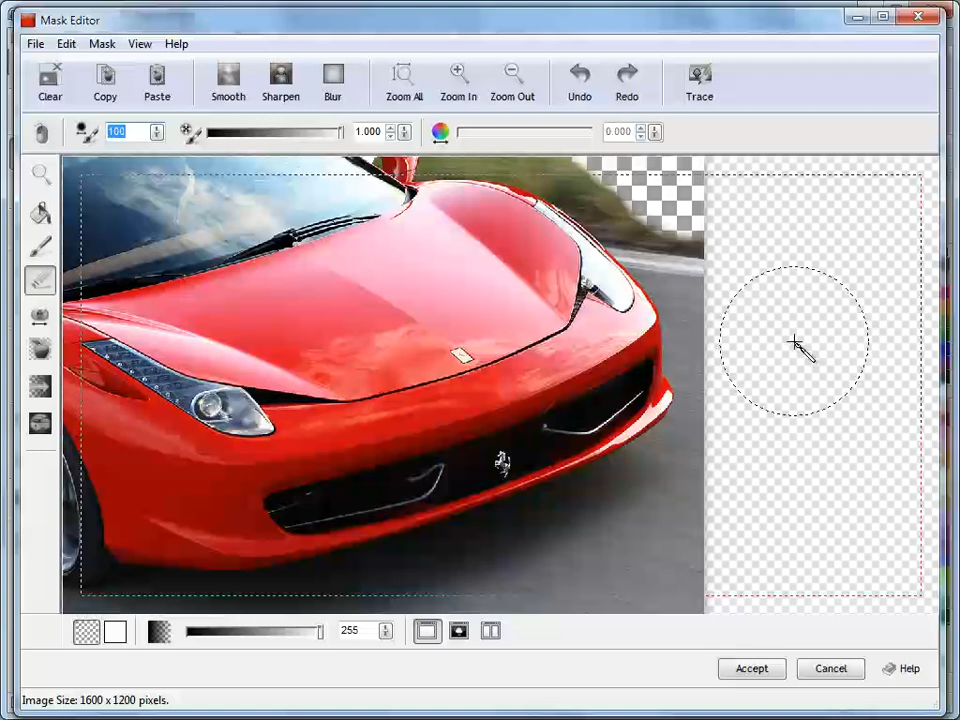 Mask Editor
File Edit Mask View Help
Clear Copy Paste Smooth Sharpen Blur Zoom All Zoom In Zoom Out Undo Redo Trace
100 1.000 0.000
255
Accept Cancel Help
Image Size: 1600 x 1200 pixels.